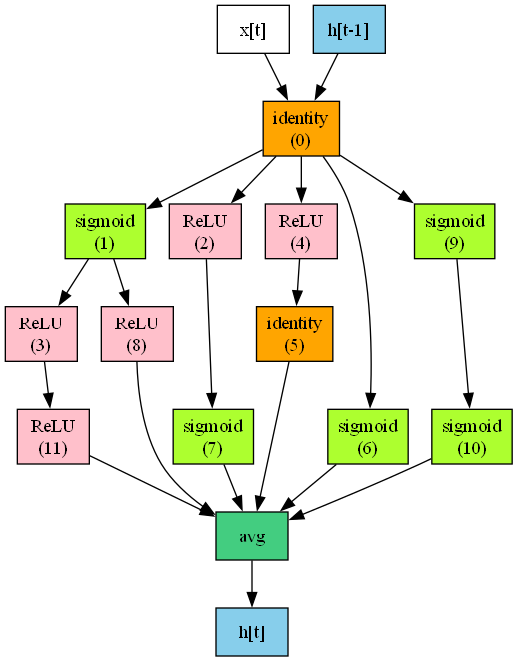 x[t]
h[t-1]
identity
(0)
sigmoid
(1)
ReLU
(2)
ReLU
(4)
sigmoid
(9)
ReLU
(3)
ReLU
(8)
identity
(5)
ReLU
(11)
sigmoid
(7)
sigmoid
(6)
sigmoid
(10)
avg
h[t]